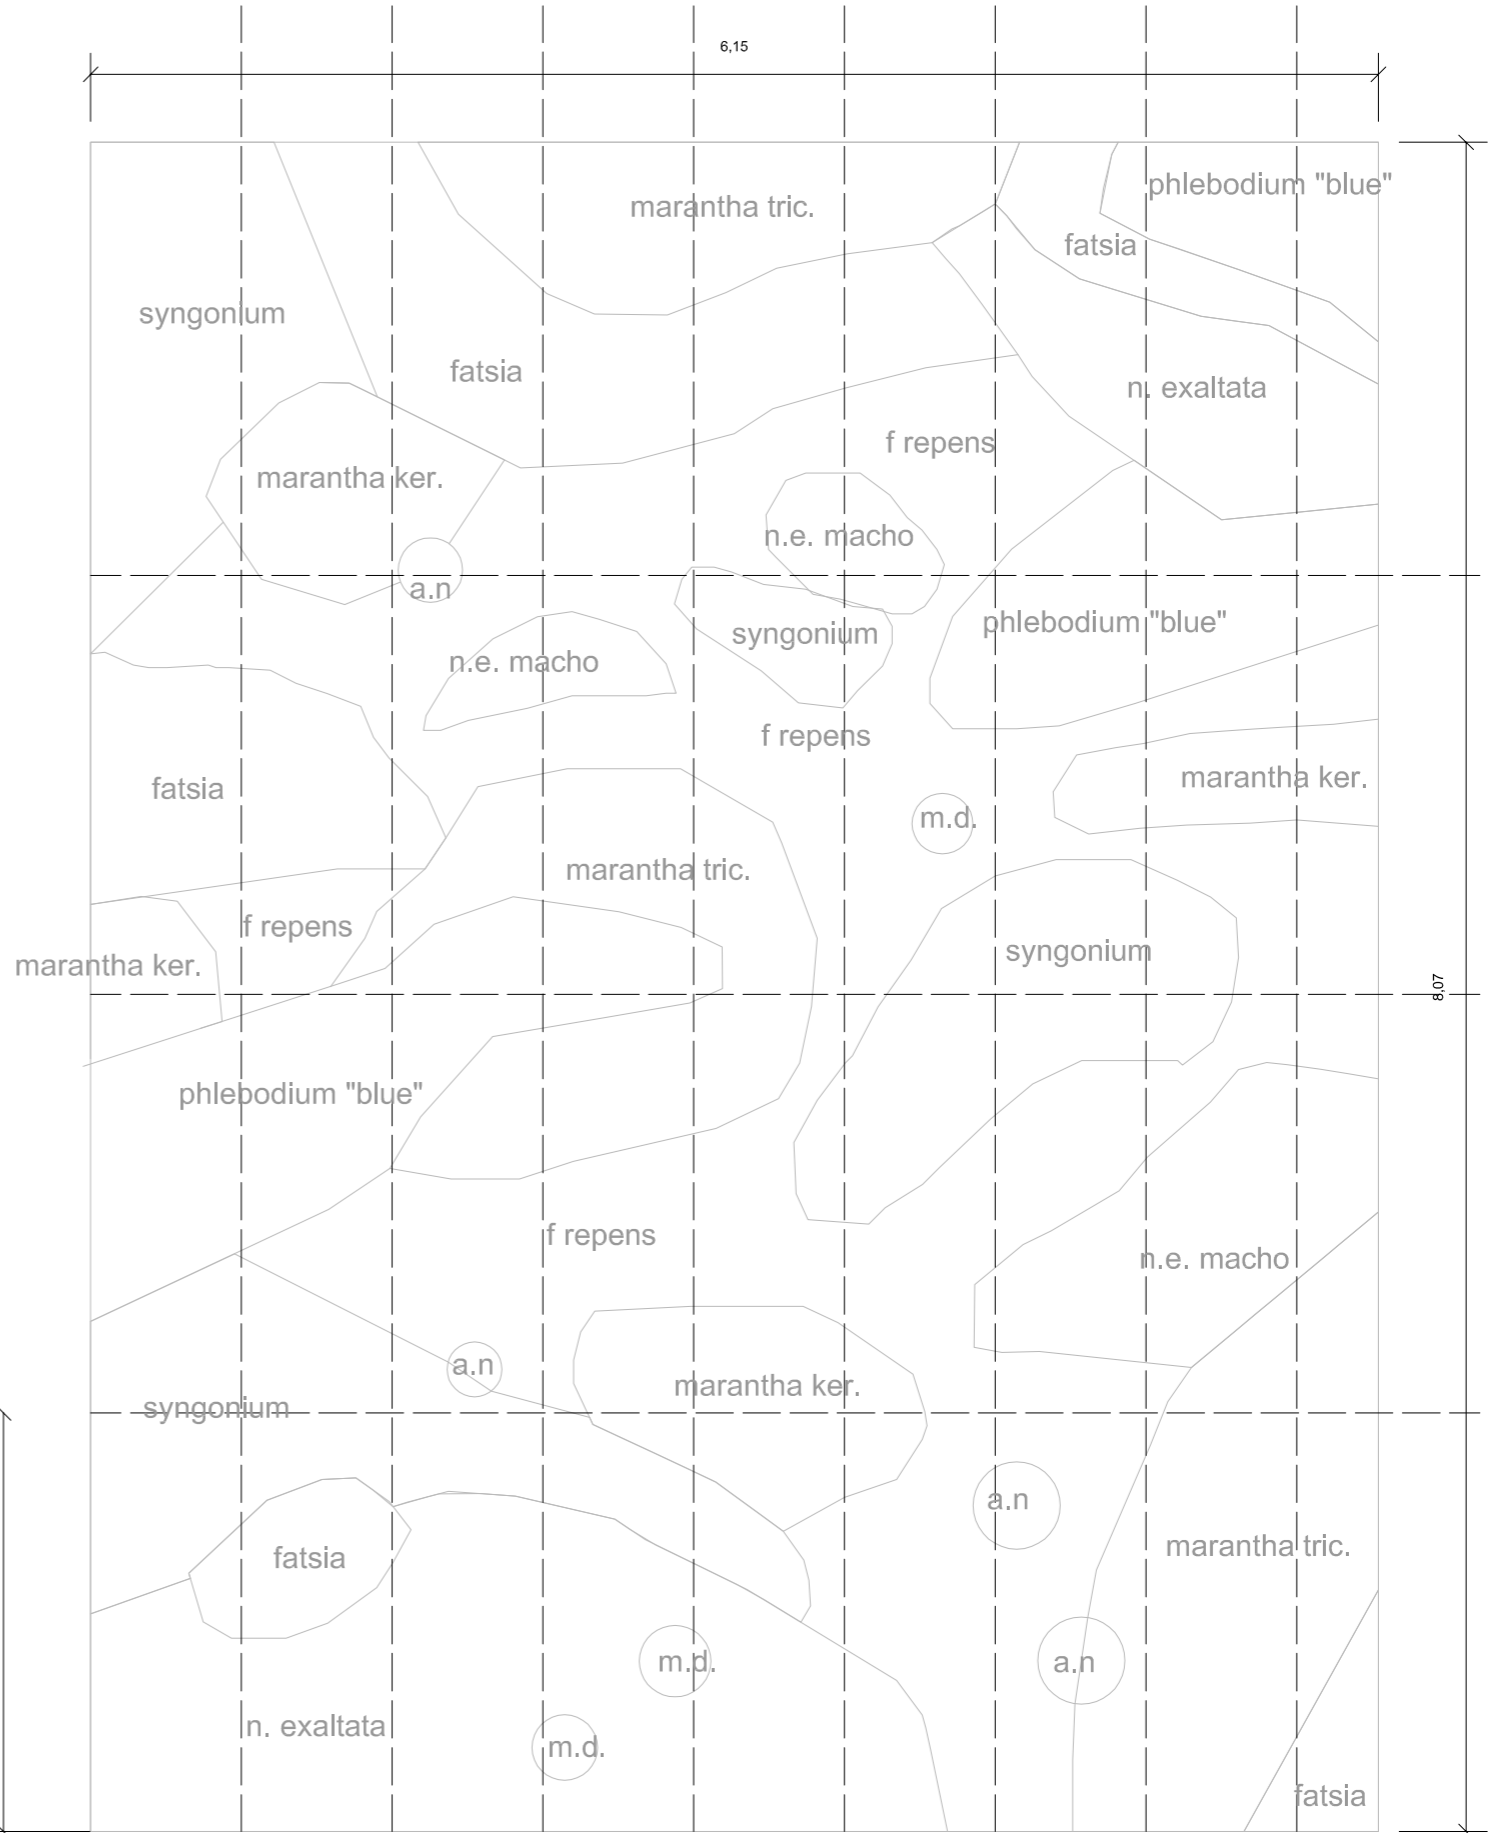 6,15
phlebodium "blue"
marantha tric.
fatsia
syngonium
fatsia
n. exaltata
f repens
marantha ker.
n.e. macho
a.n
phlebodium "blue"
syngonium
n.e. macho
f repens
marantha ker.
fatsia
m.d.
marantha tric.
f repens
syngonium
marantha ker.
8,07
phlebodium "blue"
f repens
n.e. macho
a.n
marantha ker.
syngonium
a.n
marantha tric.
fatsia
m.d.
a.n
n. exaltata
m.d.
fatsia